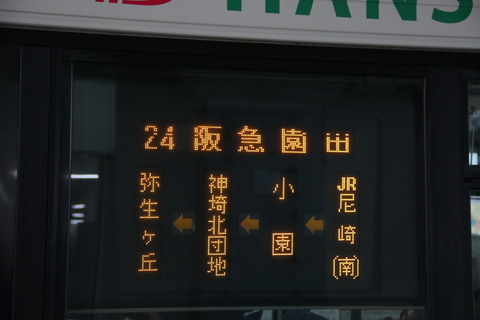 HANS
24 阪急園田
JR尼崎(南)
小園
神埼北団地
弥生ヶ丘